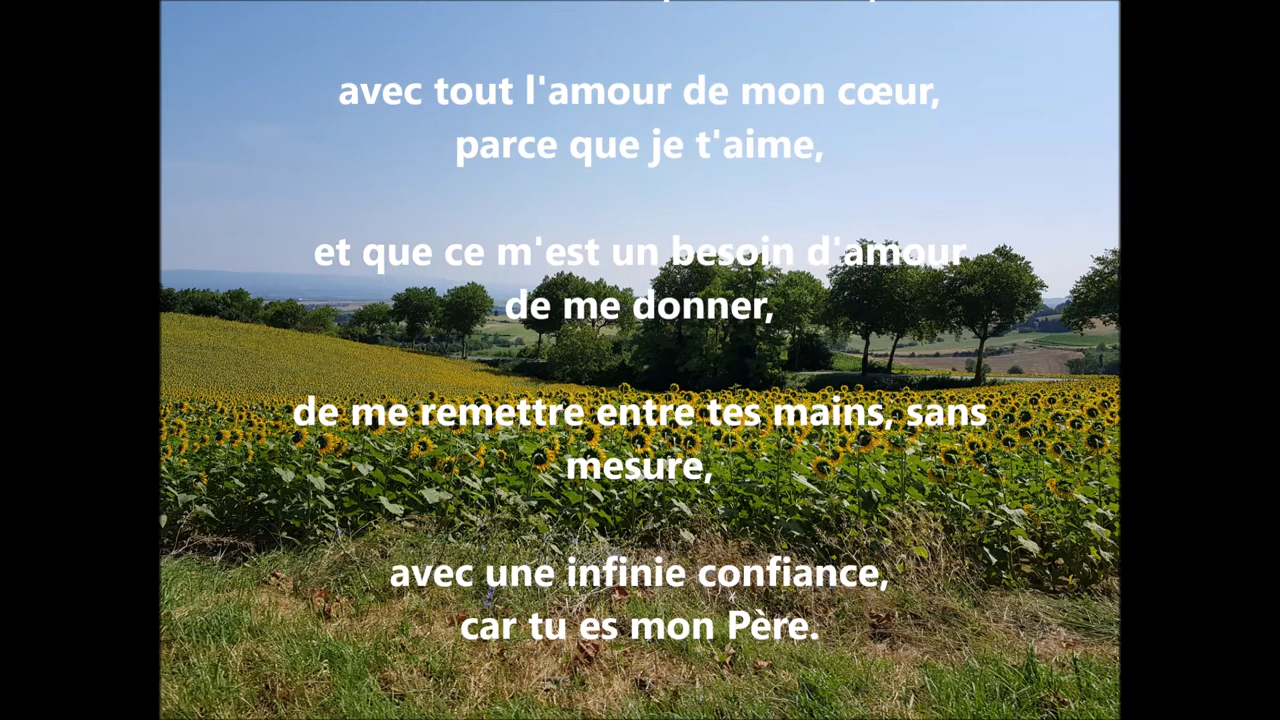 avec tout l'amour de mon cœur,
parce que je t'aime,
et que ce m'est un besoin d'amour
de me donner,
de me remettre entre tes mains, sans
mesure,
avec une infinie confiance,
car tu es mon Père.